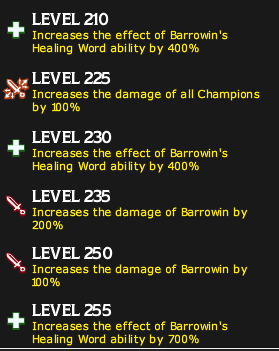 LEVEL 210
Increases the effect of Barrowin's
Healing Word ability by 400%
LEVEL 225
Increases the damage of all Champions
by 100%
LEVEL 230
Increases the effect of Barrowin's
Healing Word ability by 400%
LEVEL 235
Increases the damage of Barrowin by
200%
LEVEL 250
Increases the damage of Barrowin by
100%
LEVEL 255
Increases the effect of Barrowin's
Healing Word ability by 700%